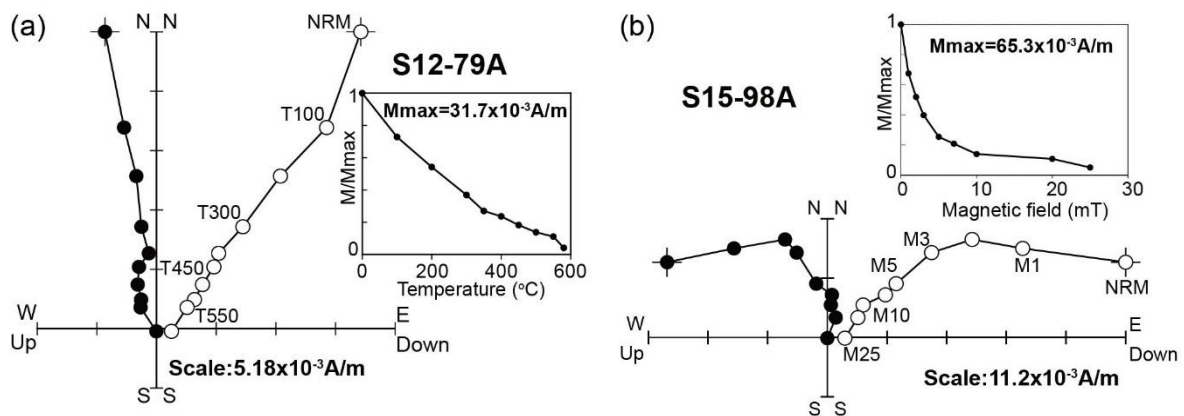 (a)
N N
NRM
S12-79A
T100
T300
T450
T550
W
Up
E
Down
S S
Scale:5.18x10⁻³A/m
Mmax=31.7x10⁻³A/m
M/Mmax
1
0
0 200 400 600
Temperature (°C)
(b)
S15-98A
Mmax=65.3x10⁻³A/m
M/Mmax
1
0
0 10 20 30
Magnetic field (mT)
N N
M3
M1
M5
NRM
M10
M25
W
Up
E
Down
S S
Scale:11.2x10⁻³A/m